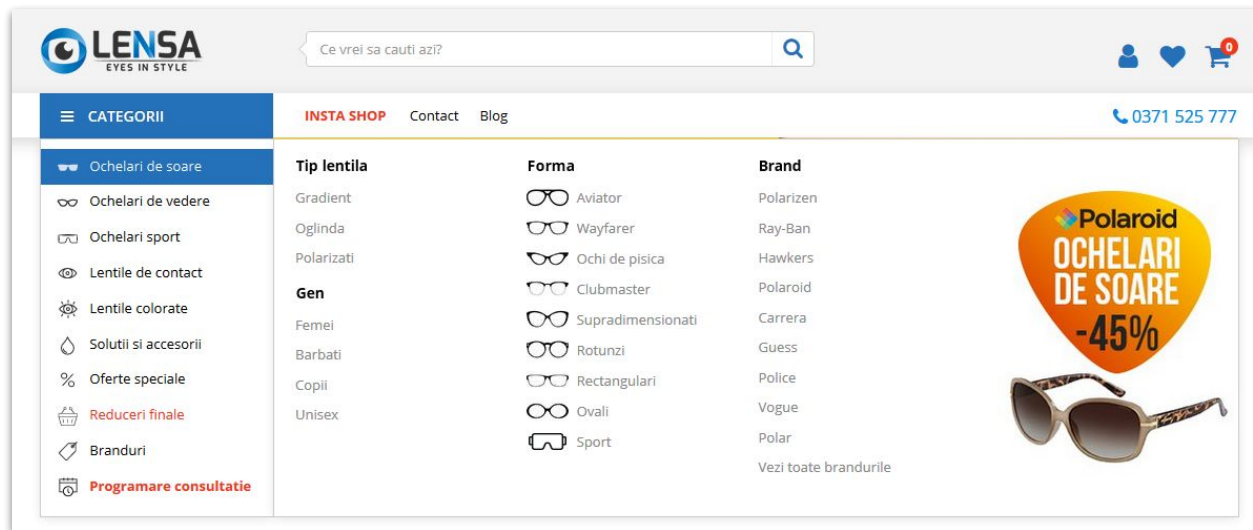 LENSA
EYES IN STYLE
Ce vrei sa cauti azi?
0
CATEGORII
INSTA SHOP
Contact
Blog
0371 525 777
Ochelari de soare
Ochelari de vedere
Ochelari sport
Lentile de contact
Lentile colorate
Solutii si accesorii
Oferte speciale
Reduceri finale
Branduri
Programare consultatie
Tip lentila
Gradient
Oglinda
Polarizati
Gen
Femei
Barbati
Copii
Unisex
Forma
Aviator
Wayfarer
Ochi de pisica
Clubmaster
Supradimensionati
Rotunzi
Rectangulari
Ovali
Sport
Brand
Polarizen
Ray-Ban
Hawkers
Polaroid
Carrera
Guess
Police
Vogue
Polar
Vezi toate brandurile
Polaroid
OCHELARI
DE SOARE
-45%